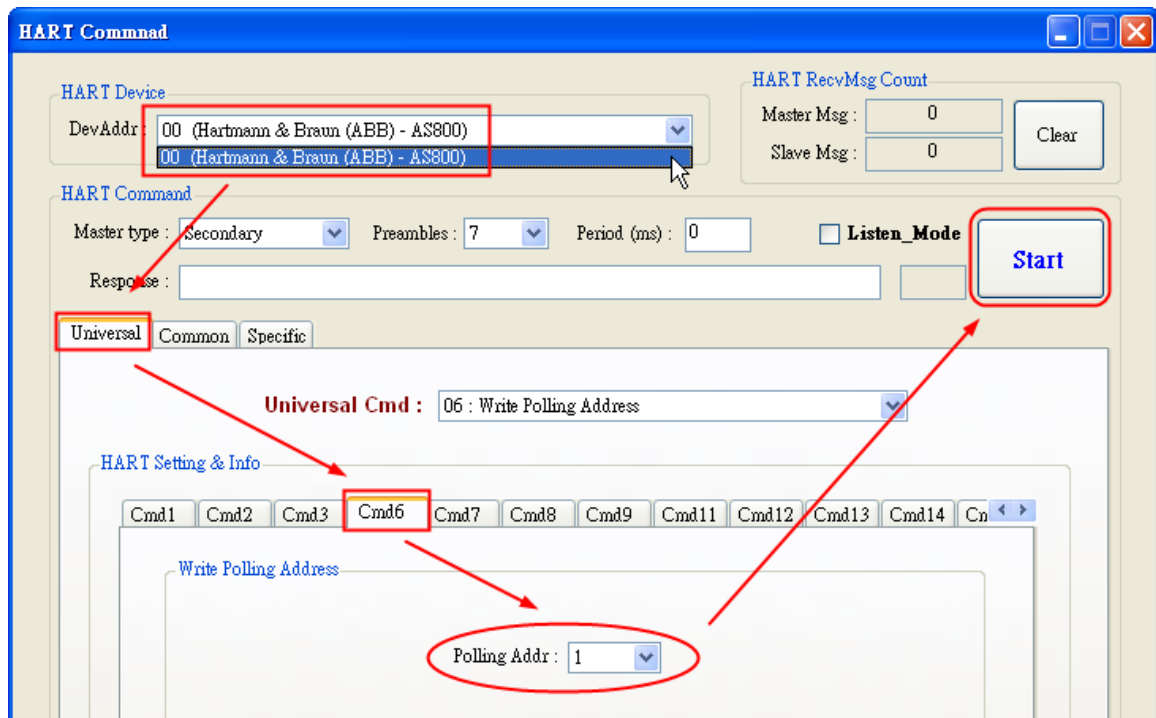 HART Commnad
HART Device
DevAddr : 00 (Hartmann & Braun (ABB) - AS800)
00 (Hartmann & Braun (ABB) - AS800)
HART RecvMsg Count
Master Msg : 0
Slave Msg : 0
Clear
HART Command
Master type : Secondary Preambles : 7 Period (ms) : 0 Listen_Mode
Start
Response :
Universal Common Specific
Universal Cmd : 06 : Write Polling Address
HART Setting & Info
Cmd1 Cmd2 Cmd3 Cmd6 Cmd7 Cmd8 Cmd9 Cmd11 Cmd12 Cmd13 Cmd14 Cn
Write Polling Address
Polling Addr : 1